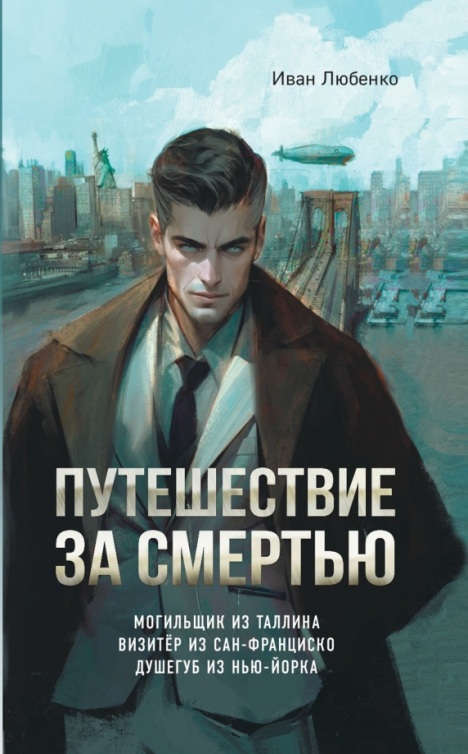 Иван Любенко
ПУТЕШЕСТВИЕ
ЗА СМЕРТЬЮ
МОГИЛЬЩИК ИЗ ТАЛЛИНА
ВИЗИТЁР ИЗ САН-ФРАНЦИСКО
ДУШЕГУБ ИЗ НЬЮ-ЙОРКА